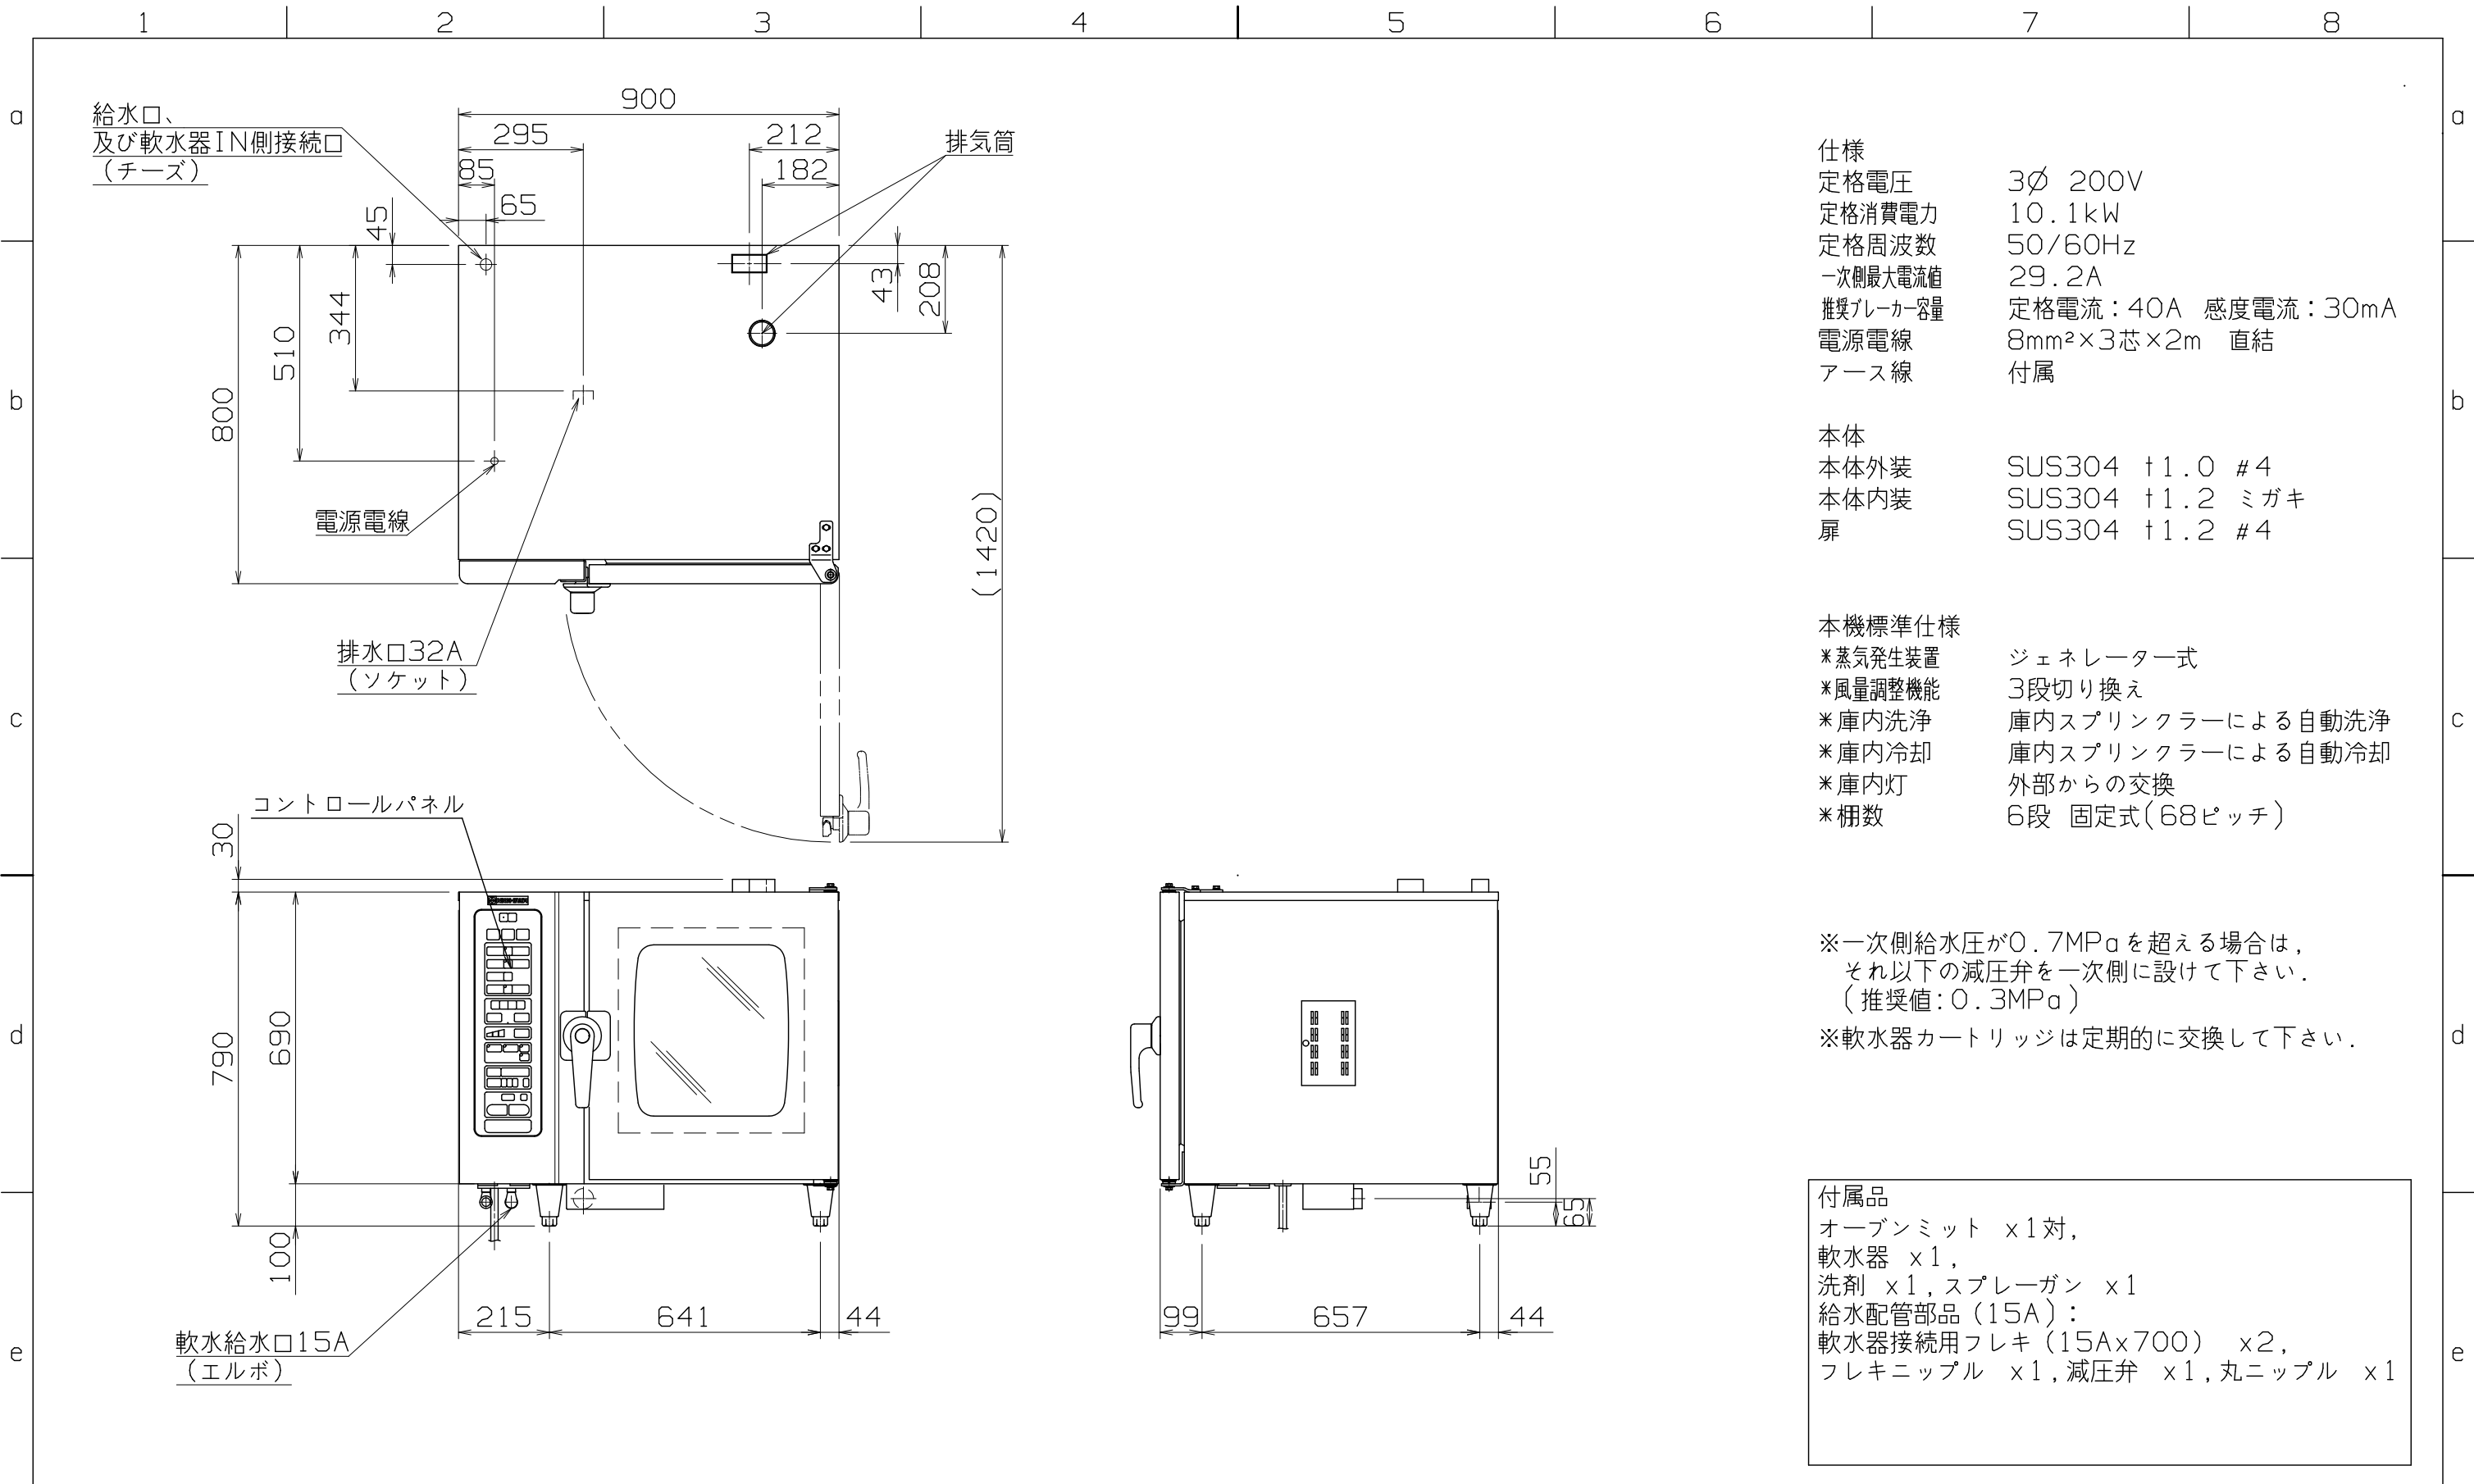 1 2 3 4 5 6 7 8
a
b
c
d
e
a
b
c
d
e
給水口、
及び軟水器IN側接続口
（チーズ）
900
295
212
排気筒
85
182
65
45
43
208
344
510
800
(1420)
電源電線
排水口32A
（ソケット）
コントロールパネル
30
790
690
100
215
641
44
軟水給水口15A
（エルボ）
99
657
44
55
65
仕様
定格電圧 3∅ 200V
定格消費電力 10.1kW
定格周波数 50/60Hz
一次側最大電流値 29.2A
推奨ブレーカー容量 定格電流：40A 感度電流：30mA
電源電線 8mm²×3芯×2m 直結
アース線 付属
本体
本体外装 SUS304 t1.0 #4
本体内装 SUS304 t1.2 ミガキ
扉 SUS304 t1.2 #4
本機標準仕様
*蒸気発生装置 ジェネレーター式
*風量調整機能 3段切り換え
*庫内洗浄 庫内スプリンクラーによる自動洗浄
*庫内冷却 庫内スプリンクラーによる自動冷却
*庫内灯 外部からの交換
*棚数 6段 固定式(68ピッチ)
※一次側給水圧が0.7MPaを超える場合は,
それ以下の減圧弁を一次側に設けて下さい.
(推奨値:0.3MPa)
※軟水器カートリッジは定期的に交換して下さい.
付属品
オーブンミット x1対,
軟水器 x1,
洗剤 x1,スプレーガン x1
給水配管部品(15A):
軟水器接続用フレキ(15Ax700) x2,
フレキニップル x1,減圧弁 x1,丸ニップル x1